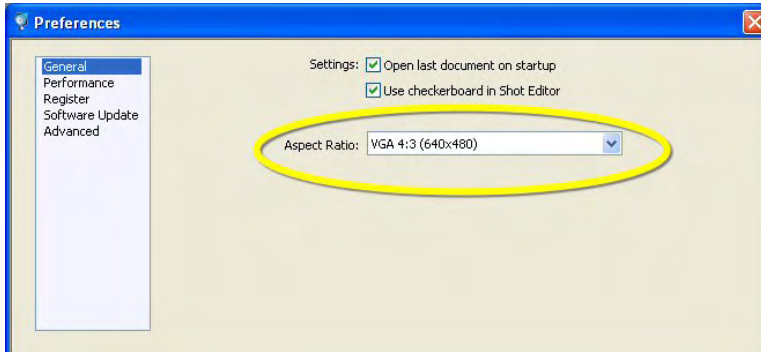 Preferences
General
Performance
Register
Software Update
Advanced
Settings: Open last document on startup
Use checkerboard in Shot Editor
Aspect Ratio: VGA 4:3 (640x480)